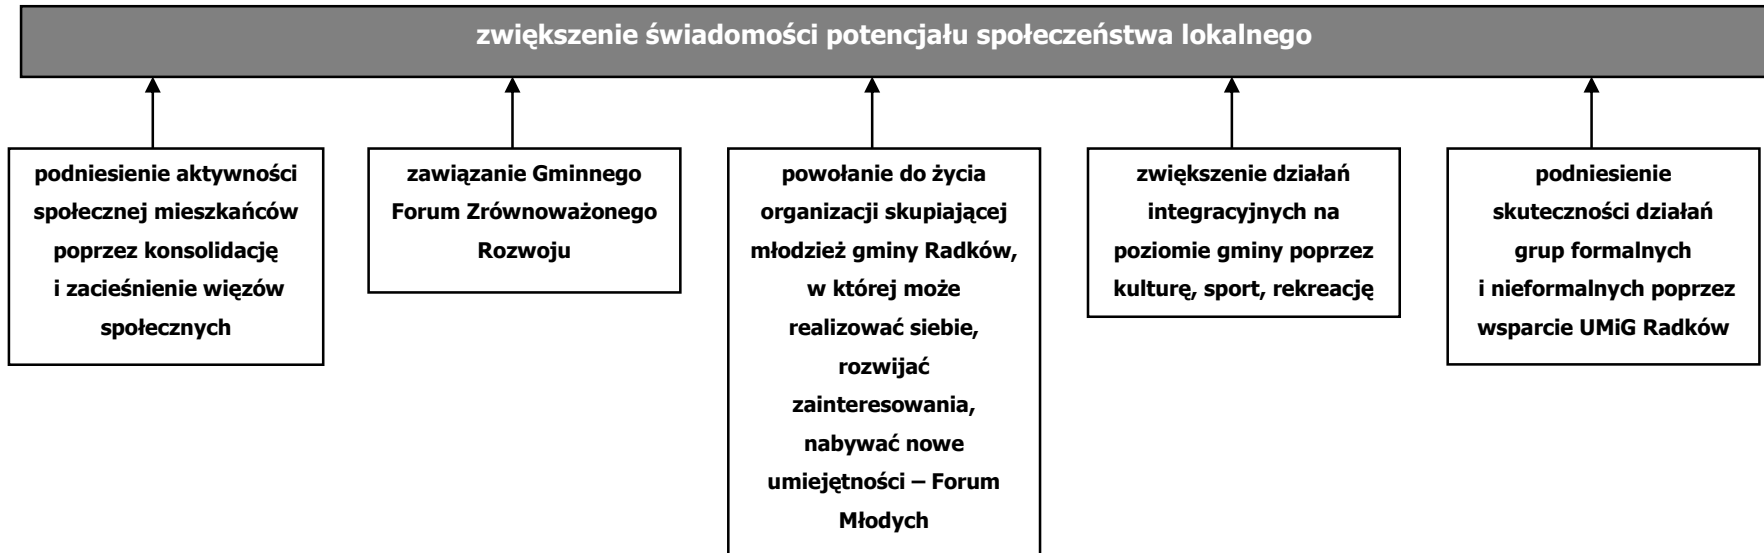 zwiększenie świadomości potencjału społeczeństwa lokalnego
podniesienie aktywności
społecznej mieszkańców
poprzez konsolidację
i zacieśnienie więzów
społecznych
zawiązanie Gminnego
Forum Zrównoważonego
Rozwoju
powołanie do życia
organizacji skupiającej
młodzież gminy Radków,
w której może
realizować siebie,
rozwijać
zainteresowania,
nabywać nowe
umiejętności – Forum
Młodych
zwiększenie działań
integracyjnych na
poziomie gminy poprzez
kulturę, sport, rekreację
podniesienie
skuteczności działań
grup formalnych
i nieformalnych poprzez
wsparcie UMiG Radków